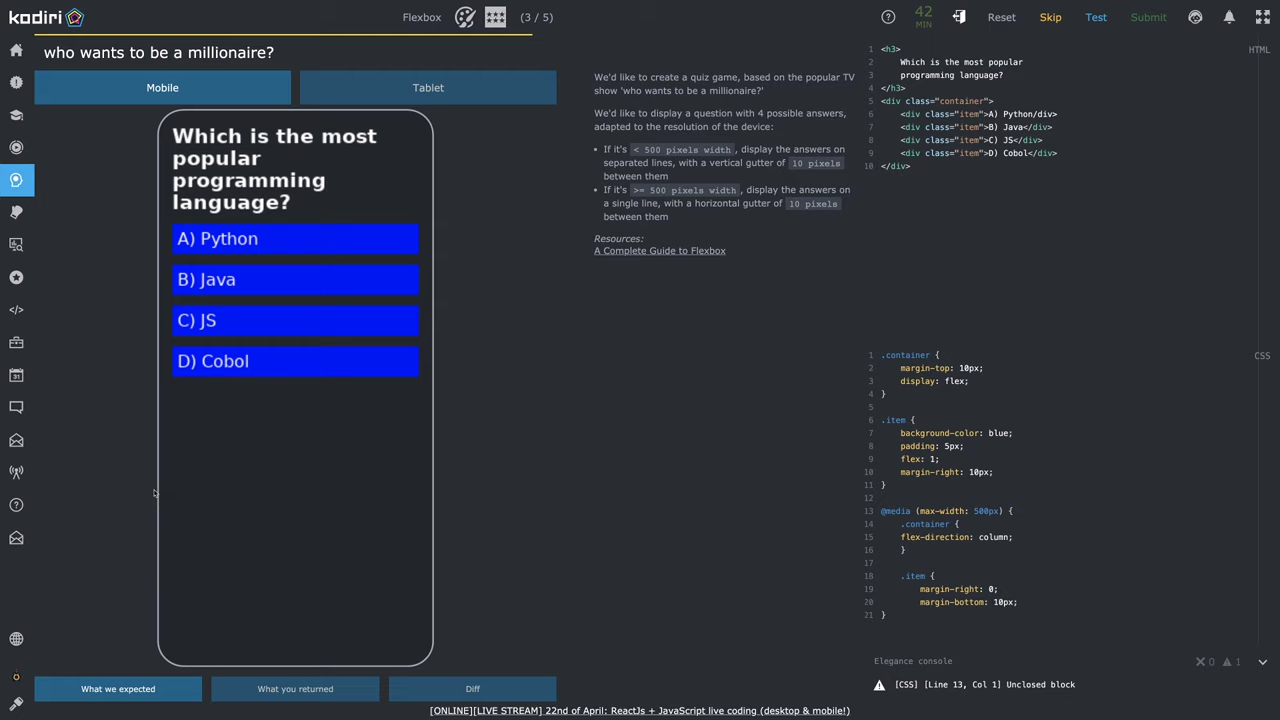 kodiri
Flexbox
(3 / 5)
42
MIN
Reset
Skip
Test
Submit
who wants to be a millionaire?
Mobile
Tablet
Which is the most
popular
programming
language?
A) Python
B) Java
C) JS
D) Cobol
What we expected
What you returned
Diff
We'd like to create a quiz game, based on the popular TV
show 'who wants to be a millionaire?'
We'd like to display a question with 4 possible answers,
adapted to the resolution of the device:
• If it's < 500 pixels width, display the answers on
separated lines, with a vertical gutter of 10 pixels
between them
• If it's >= 500 pixels width, display the answers on
a single line, with a horizontal gutter of 10 pixels
between them
Resources:
A Complete Guide to Flexbox
HTML
1 <h3>
2 Which is the most popular
3 programming language?
4 </h3>
5 <div class="container">
6 <div class="item">A) Python/div>
7 <div class="item">B) Java</div>
8 <div class="item">C) JS</div>
9 <div class="item">D) Cobol</div>
10 </div>
CSS
1 .container {
2 margin-top: 10px;
3 display: flex;
4 }
5
6 .item {
7 background-color: blue;
8 padding: 5px;
9 flex: 1;
10 margin-right: 10px;
11 }
12
13 @media (max-width: 500px) {
14 .container {
15 flex-direction: column;
16 }
17
18 .item {
19 margin-right: 0;
20 margin-bottom: 10px;
21 }
Elegance console
0
1
[CSS] [Line 13, Col 1] Unclosed block
[ONLINE][LIVE STREAM] 22nd of April: ReactJs + JavaScript live coding (desktop & mobile!)
31
</>